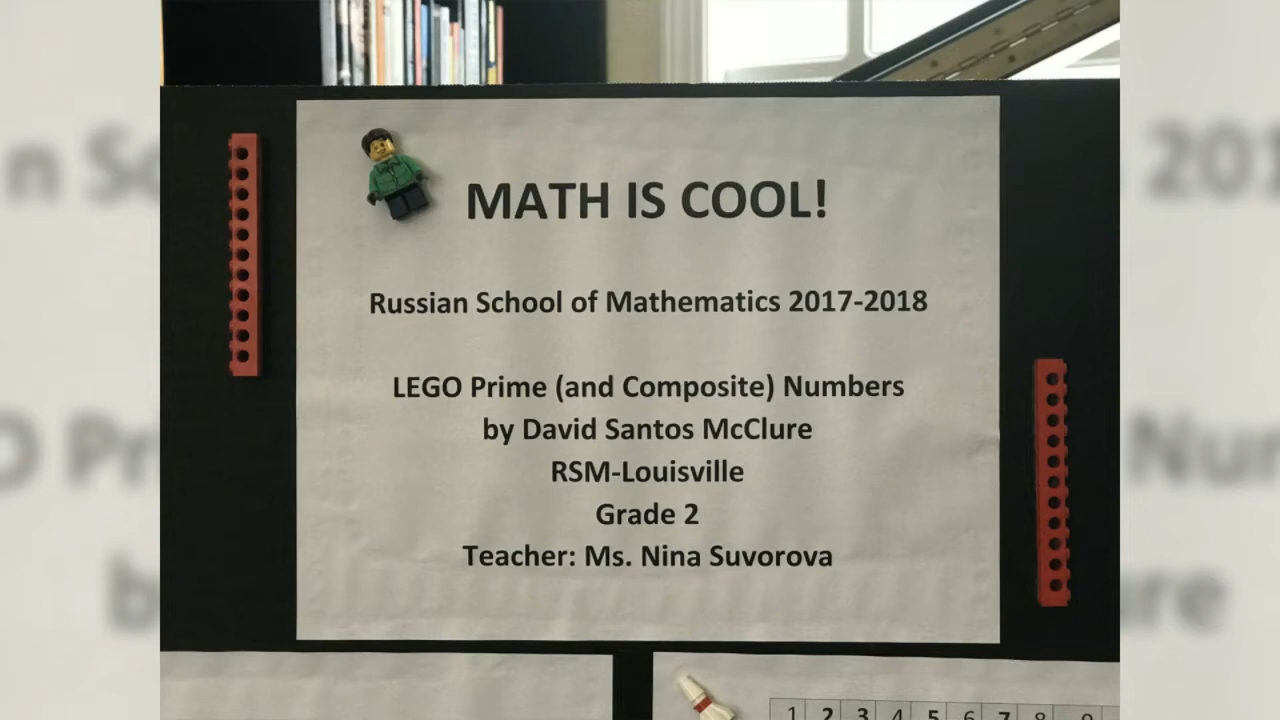 MATH IS COOL!
Russian School of Mathematics 2017-2018
LEGO Prime (and Composite) Numbers
by David Santos McClure
RSM-Louisville
Grade 2
Teacher: Ms. Nina Suvorova
1 2 3 4 5 6 7 8 9